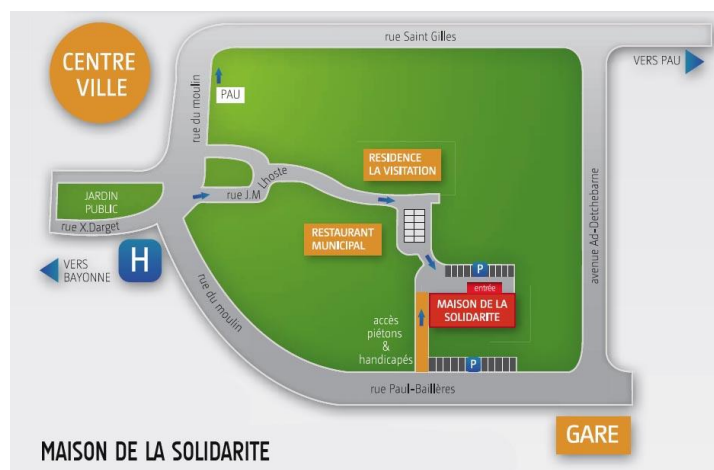 CENTRE
VILLE
rue Saint Gilles
VERS PAU
rue du moulin
PAU
RESIDENCE
LA VISITATION
rue J.M Lhoste
JARDIN
PUBLIC
rue X.Darget
H
VERS
BAYONNE
RESTAURANT
MUNICIPAL
avenue Ad-Detchebarne
P
entrée
MAISON DE LA
SOLIDARITE
rue du moulin
accès
piétons
&
handicapés
P
rue Paul-Baillères
GARE
MAISON DE LA SOLIDARITE